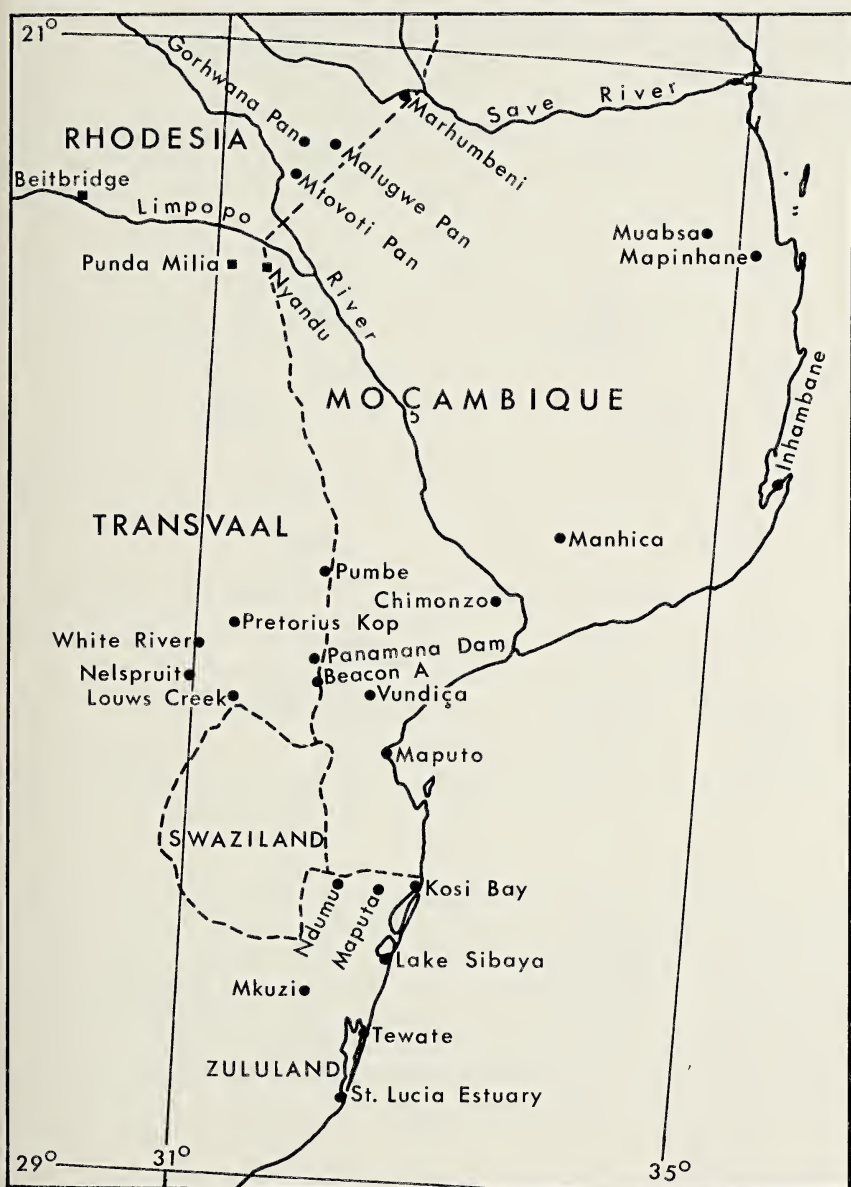 21°
Gorhwana Pan
Save River
Marhumbeni
RHODESIA
Malugwe Pan
Beitbridge
Mtovoti Pan
Limpopo River
Muabsa
Mapinhane
Punda Milia
Nyandu
MOÇAMBIQUE
Inhambane
TRANSVAAL
Manhica
Pumbe
Chimonzo
Pretorius Kop
White River
Panamana Dam
Nelspruit
Beacon A
Louws Creek
Vundiça
Maputo
SWAZILAND
Ndumu
Maputa
Kosi Bay
Lake Sibaya
Mkuzi
Tewate
ZULULAND
St. Lucia Estuary
29°
31°
35°